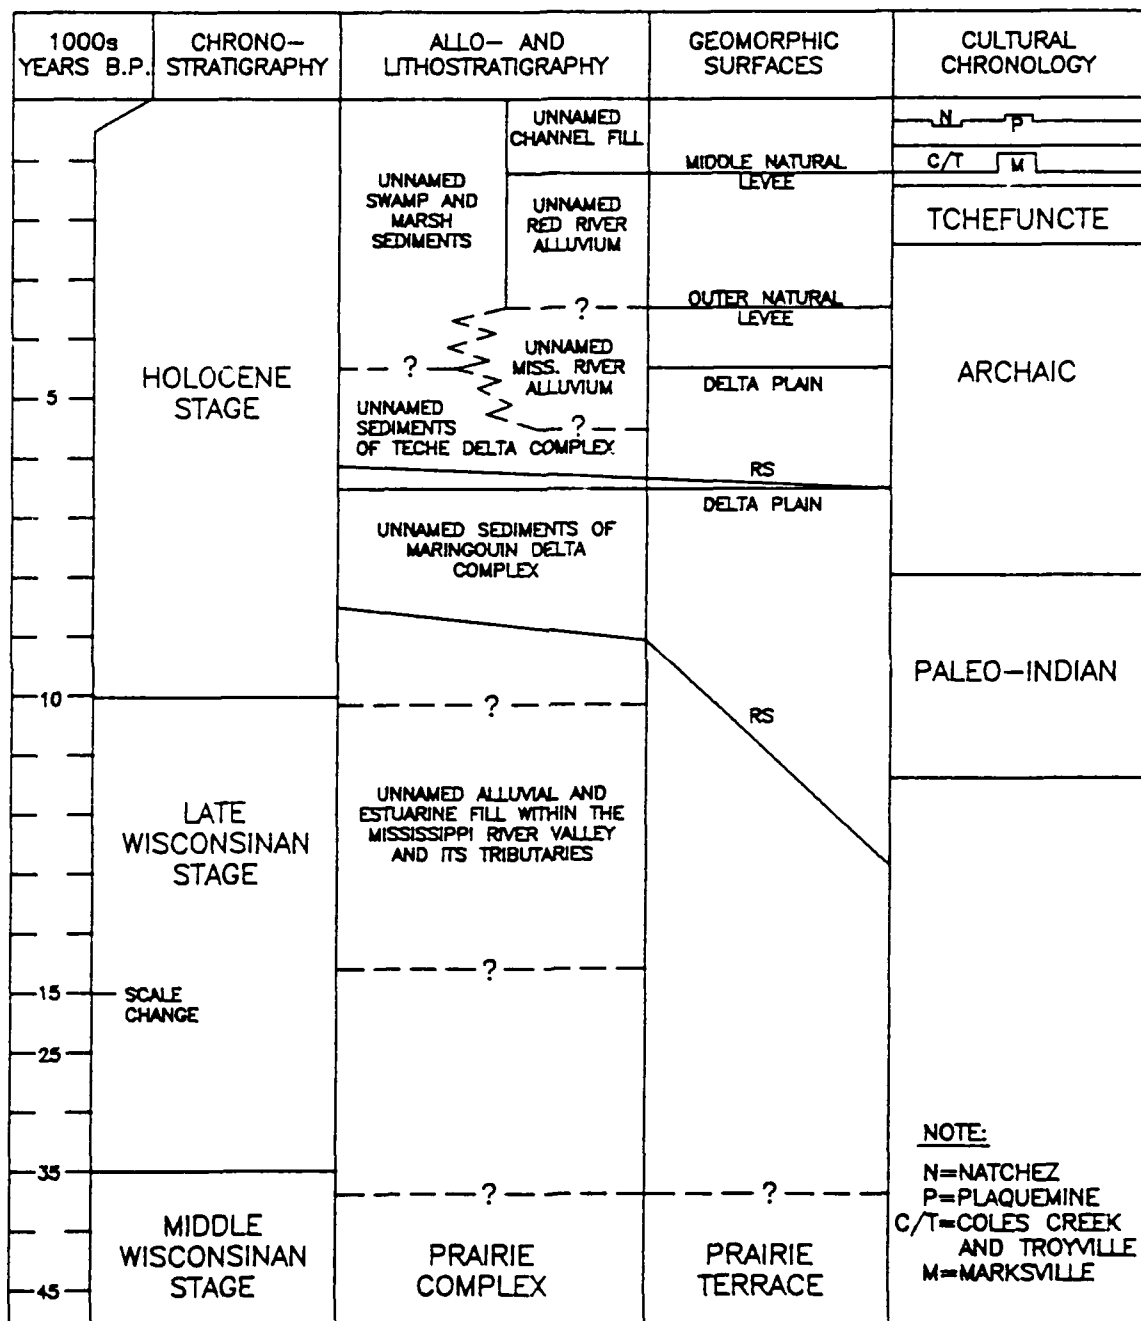 1000s
YEARS B.P.
CHRONO-
STRATIGRAPHY
ALLO- AND
LITHOSTRATIGRAPHY
GEOMORPHIC
SURFACES
CULTURAL
CHRONOLOGY
5
10
15
25
35
45
SCALE
CHANGE
HOLOCENE
STAGE
LATE
WISCONSINAN
STAGE
MIDDLE
WISCONSINAN
STAGE
UNNAMED
CHANNEL FILL
UNNAMED
SWAMP AND
MARSH
SEDIMENTS
UNNAMED
RED RIVER
ALLUVIUM
?
UNNAMED
MISS. RIVER
ALLUVIUM
?
?
UNNAMED
SEDIMENTS
OF TECHE DELTA COMPLEX
UNNAMED SEDIMENTS OF
MARINGOUIN DELTA
COMPLEX
?
UNNAMED ALLUVIAL AND
ESTUARINE FILL WITHIN THE
MISSISSIPPI RIVER VALLEY
AND ITS TRIBUTARIES
?
?
PRAIRIE
COMPLEX
MIDDLE NATURAL
LEVEE
OUTER NATURAL
LEVEE
DELTA PLAIN
RS
DELTA PLAIN
RS
?
PRAIRIE
TERRACE
N
P
C/T
M
TCHEFUNCTE
ARCHAIC
PALEO-INDIAN
NOTE:
N=NATCHEZ
P=PLAQUEMINE
C/T=COLES CREEK
AND TROYVILLE
M=MARKSVILLE